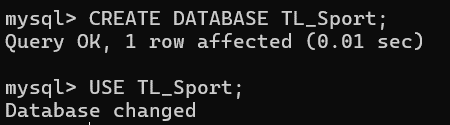 mysql> CREATE DATABASE TL_Sport;
Query OK, 1 row affected (0.01 sec)
mysql> USE TL_Sport;
Database changed